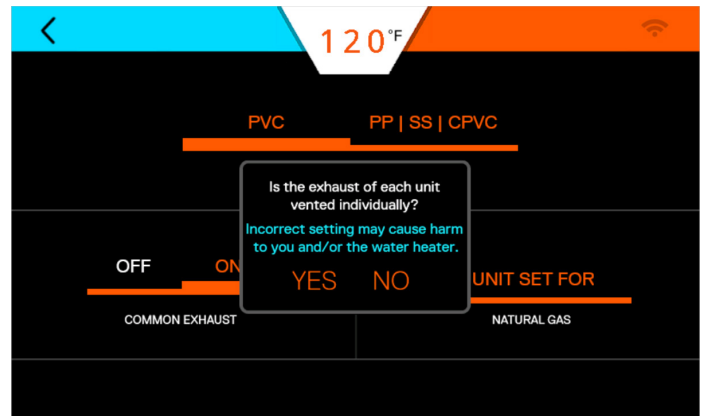 120°F
PVC PP | SS | CPVC
Is the exhaust of each unit
vented individually?
Incorrect setting may cause harm
to you and/or the water heater.
YES NO
OFF ON
UNIT SET FOR
COMMON EXHAUST
NATURAL GAS